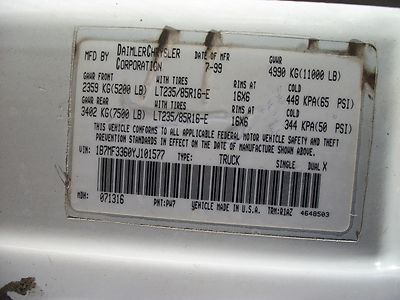 MFD BY DAIMLERCHRYSLER CORPORATION DATE OF MFR 7-99 GVWR 4990 KG(11000 LB)
GAWR FRONT WITH TIRES RIMS AT COLD
2359 KG(5200 LB) LT235/85R16-E 16X6 448 KPA(65 PSI)
GAWR REAR WITH TIRES RIMS AT COLD
3402 KG(7500 LB) LT235/85R16-E 16X6 344 KPA(50 PSI)
THIS VEHICLE CONFORMS TO ALL APPLICABLE FEDERAL MOTOR VEHICLE SAFETY AND
THEFT PREVENTION STANDARDS IN EFFECT ON THE DATE OF MANUFACTURE SHOWN ABOVE.
VIN: 1B7MF3360YJ101577 TYPE: TRUCK SINGLE DUAL X
MDH: 071316 PNT: PW7 VEHICLE MADE IN U.S.A. TRM: R1AZ 4648503